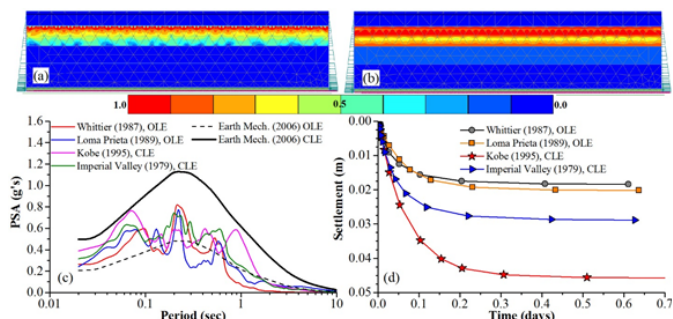 (a)
(b)
1.0 0.5 0.0
1.6
1.4
1.2
1.0
0.8
0.6
0.4
0.2
0.0
PSA (g's)
Whittier (1987), OLE
Loma Prieta (1989), OLE
Kobe (1995), CLE
Imperial Valley (1979), CLE
Earth Mech. (2006) OLE
Earth Mech. (2006) CLE
(c)
0.01 0.1 1 10
Period (sec)
0.00
0.01
0.02
0.03
0.04
0.05
Settlement (m)
Whittier (1987), OLE
Loma Prieta (1989), OLE
Kobe (1995), CLE
Imperial Valley (1979), CLE
(d)
0.0 0.1 0.2 0.3 0.4 0.5 0.6 0.7
Time (days)